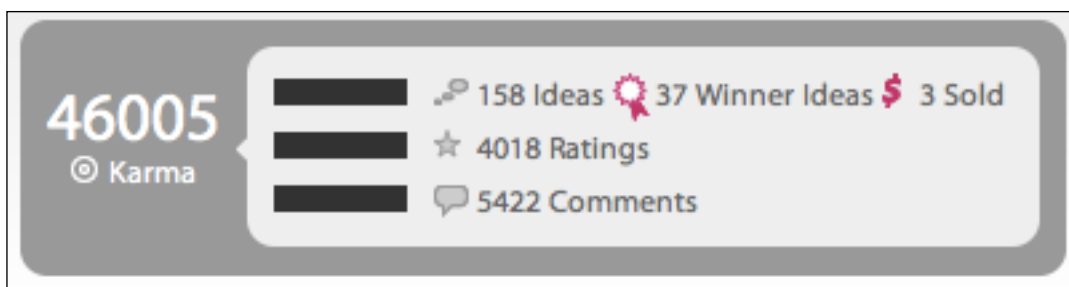 46005
Karma
158 Ideas 37 Winner Ideas $ 3 Sold
4018 Ratings
5422 Comments